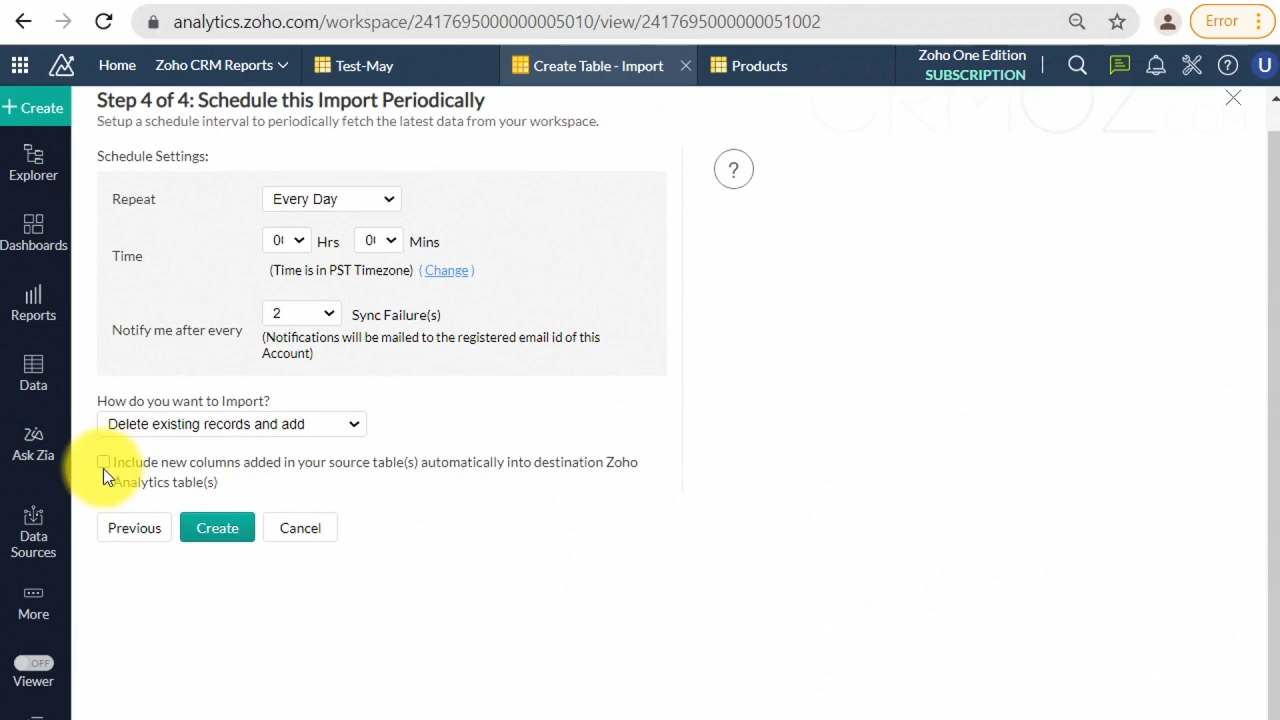 analytics.zoho.com/workspace/2417695000000005010/view/2417695000000051002
Error
Home
Zoho CRM Reports
Test-May
Create Table - Import
Products
Zoho One Edition
SUBSCRIPTION
U
+ Create
Step 4 of 4: Schedule this Import Periodically
Setup a schedule interval to periodically fetch the latest data from your workspace.
CRMOZ.COM
Explorer
Dashboards
Reports
Data
Ask Zia
Data
Sources
More
OFF
Viewer
Schedule Settings:
?
Repeat
Every Day
Time
Hrs
Mins
(Time is in PST Timezone) (Change)
Notify me after every
2
Sync Failure(s)
(Notifications will be mailed to the registered email id of this
Account)
How do you want to Import?
Delete existing records and add
Include new columns added in your source table(s) automatically into destination Zoho
Analytics table(s)
Previous
Create
Cancel